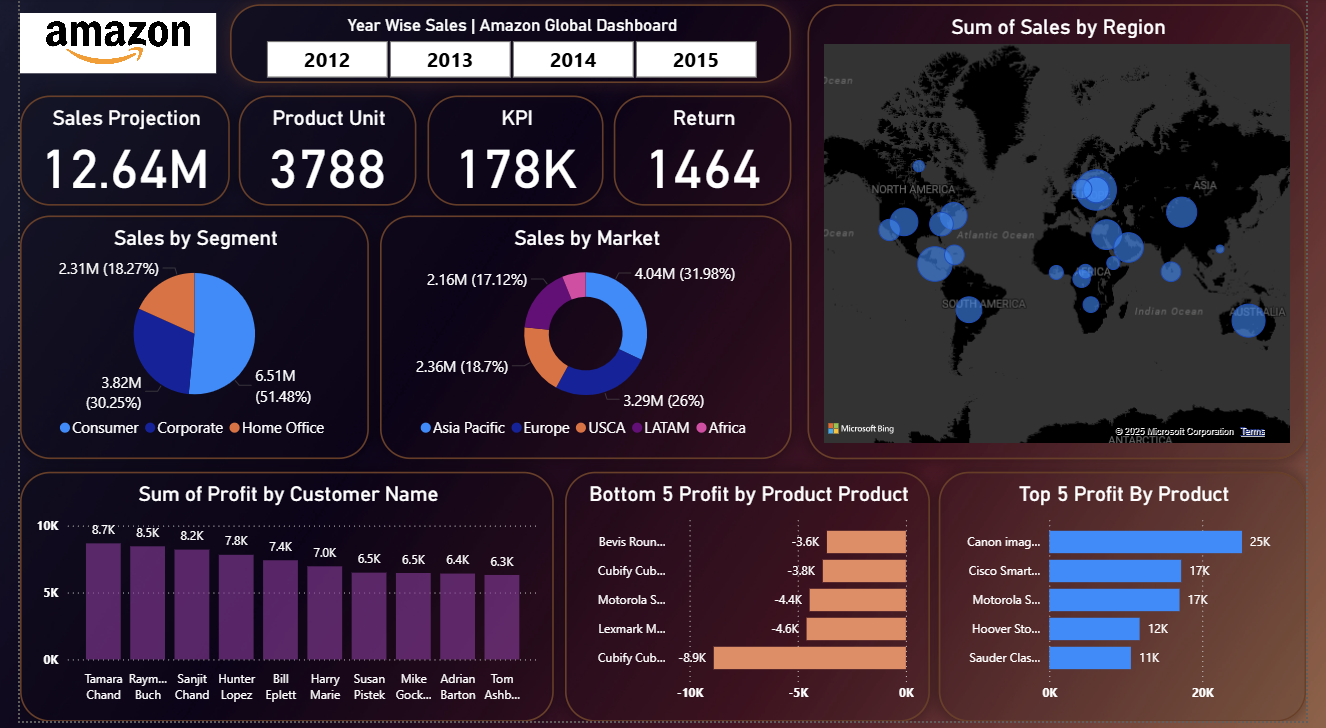 amazon
Year Wise Sales | Amazon Global Dashboard
2012
2013
2014
2015
Sales Projection
12.64M
Product Unit
3788
KPI
178K
Return
1464
Sum of Sales by Region
Ocean
NORTH AMERICA
ASIA
Ocean
Atlantic Ocean
AFRICA
SOUTH AMERICA
Indian Ocean
AUSTRALIA
Microsoft Bing
© 2025 Microsoft Corporation Terms
ANTARCTICA
Sales by Segment
2.31M (18.27%)
3.82M
(30.25%)
6.51M
(51.48%)
Consumer Corporate Home Office
Sales by Market
2.16M (17.12%)
4.04M (31.98%)
2.36M (18.7%)
3.29M (26%)
Asia Pacific Europe USCA LATAM Africa
Sum of Profit by Customer Name
10K
5K
0K
8.7K
8.5K
8.2K
7.8K
7.4K
7.0K
6.5K
6.5K
6.4K
6.3K
Tamara
Chand
Raym...
Buch
Sanjit
Chand
Hunter
Lopez
Bill
Eplett
Harry
Marie
Susan
Pistek
Mike
Gock...
Adrian
Barton
Tom
Ashb...
Bottom 5 Profit by Product Product
Bevis Roun... -3.6K
Cubify Cub... -3.8K
Motorola S... -4.4K
Lexmark M... -4.6K
Cubify Cub... -8.9K
-10K -5K 0K
Top 5 Profit By Product
Canon imag... 25K
Cisco Smart... 17K
Motorola S... 17K
Hoover Sto... 12K
Sauder Clas... 11K
0K 20K